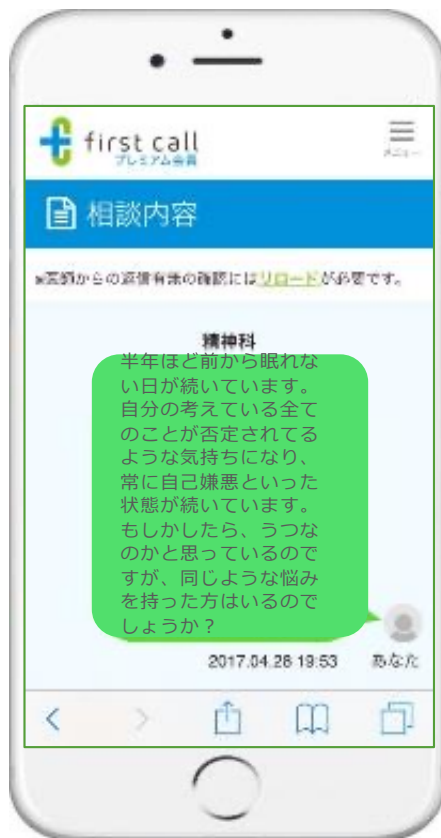 first call
プレミアム会員
メニュー
相談内容
※医師からの返信有無の確認にはリロードが必要です。
精神科
半年ほど前から眠れな
い日が続いています。
自分の考えている全て
のことが否定されてる
ような気持ちになり、
常に自己嫌悪といった
状態が続いています。
もしかしたら、うつな
のかと思っているので
すが、同じような悩み
を持った方はいるので
しょうか？
2017.04.28 19:53 あなた